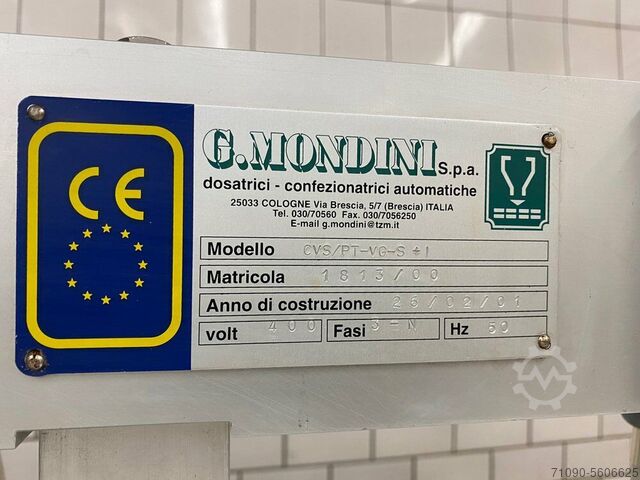 CE
G.MONDINI S.p.a.
dosatrici - confezionatrici automatiche
25033 COLOGNE Via Brescia, 5/7 (Brescia) ITALIA
Tel. 030/70560 Fax. 030/7056250
E-mail g.mondini@tzm.it
Modello CVS/PT-VG-S *1
Matricola 1813/00
Anno di costruzione 26/02/01
volt 400 Fasi 3-N Hz 50
71090-5606625